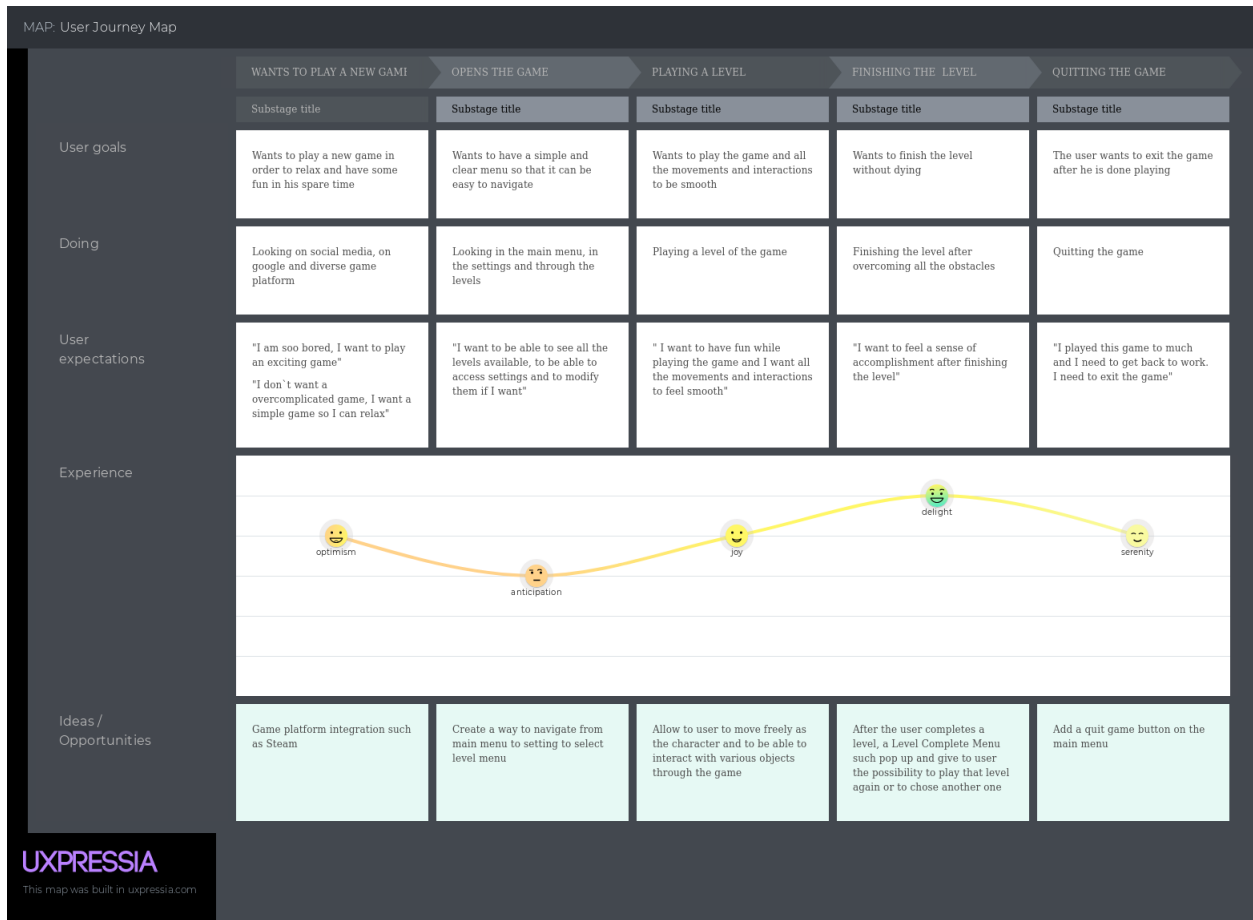 MAP: User Journey Map
WANTS TO PLAY A NEW GAME
OPENS THE GAME
PLAYING A LEVEL
FINISHING THE LEVEL
QUITTING THE GAME
Substage title
Substage title
Substage title
Substage title
Substage title
User goals
Wants to play a new game in
order to relax and have some
fun in his spare time
Wants to have a simple and
clear menu so that it can be
easy to navigate
Wants to play the game and all
the movements and interactions
to be smooth
Wants to finish the level
without dying
The user wants to exit the game
after he is done playing
Doing
Looking on social media, on
google and diverse game
platform
Looking in the main menu, in
the settings and through the
levels
Playing a level of the game
Finishing the level after
overcoming all the obstacles
Quitting the game
User
expectations
"I am soo bored, I want to play
an exciting game"
"I don`t want a
overcomplicated game, I want a
simple game so I can relax"
"I want to be able to see all the
levels available, to be able to
access settings and to modify
them if I want"
" I want to have fun while
playing the game and I want all
the movements and interactions
to feel smooth"
"I want to feel a sense of
accomplishment after finishing
the level"
"I played this game to much
and I need to get back to work.
I need to exit the game"
Experience
optimism
anticipation
joy
delight
serenity
Ideas /
Opportunities
Game platform integration such
as Steam
Create a way to navigate from
main menu to setting to select
level menu
Allow to user to move freely as
the character and to be able to
interact with various objects
through the game
After the user completes a
level, a Level Complete Menu
such pop up and give to user
the possibility to play that level
again or to chose another one
Add a quit game button on the
main menu
UXPRESSIA
This map was built in uxpressia.com